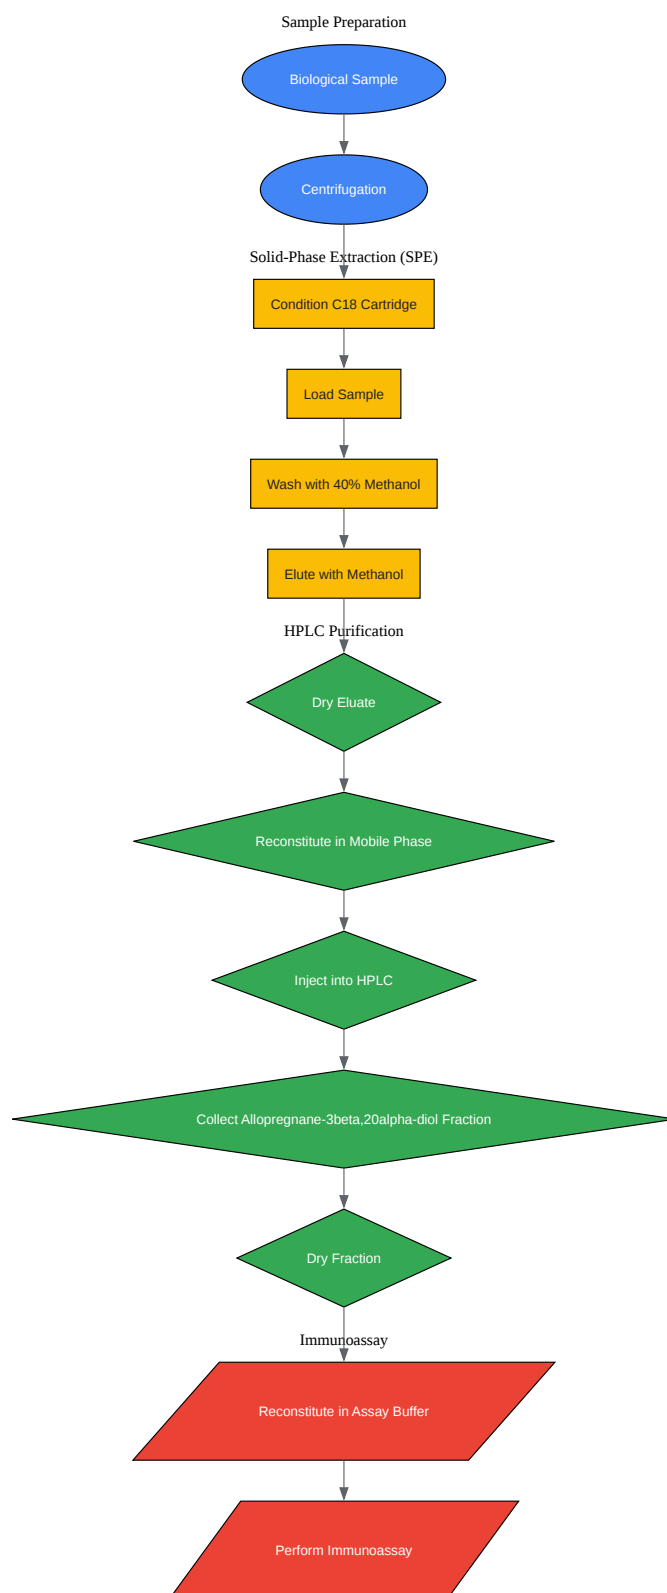 Sample Preparation
Biological Sample
Centrifugation
Solid-Phase Extraction (SPE)
Condition C18 Cartridge
Load Sample
Wash with 40% Methanol
Elute with Methanol
HPLC Purification
Dry Eluate
Reconstitute in Mobile Phase
Inject into HPLC
Collect Allopregnane-3beta,20alpha-diol Fraction
Dry Fraction
Immunoassay
Reconstitute in Assay Buffer
Perform Immunoassay